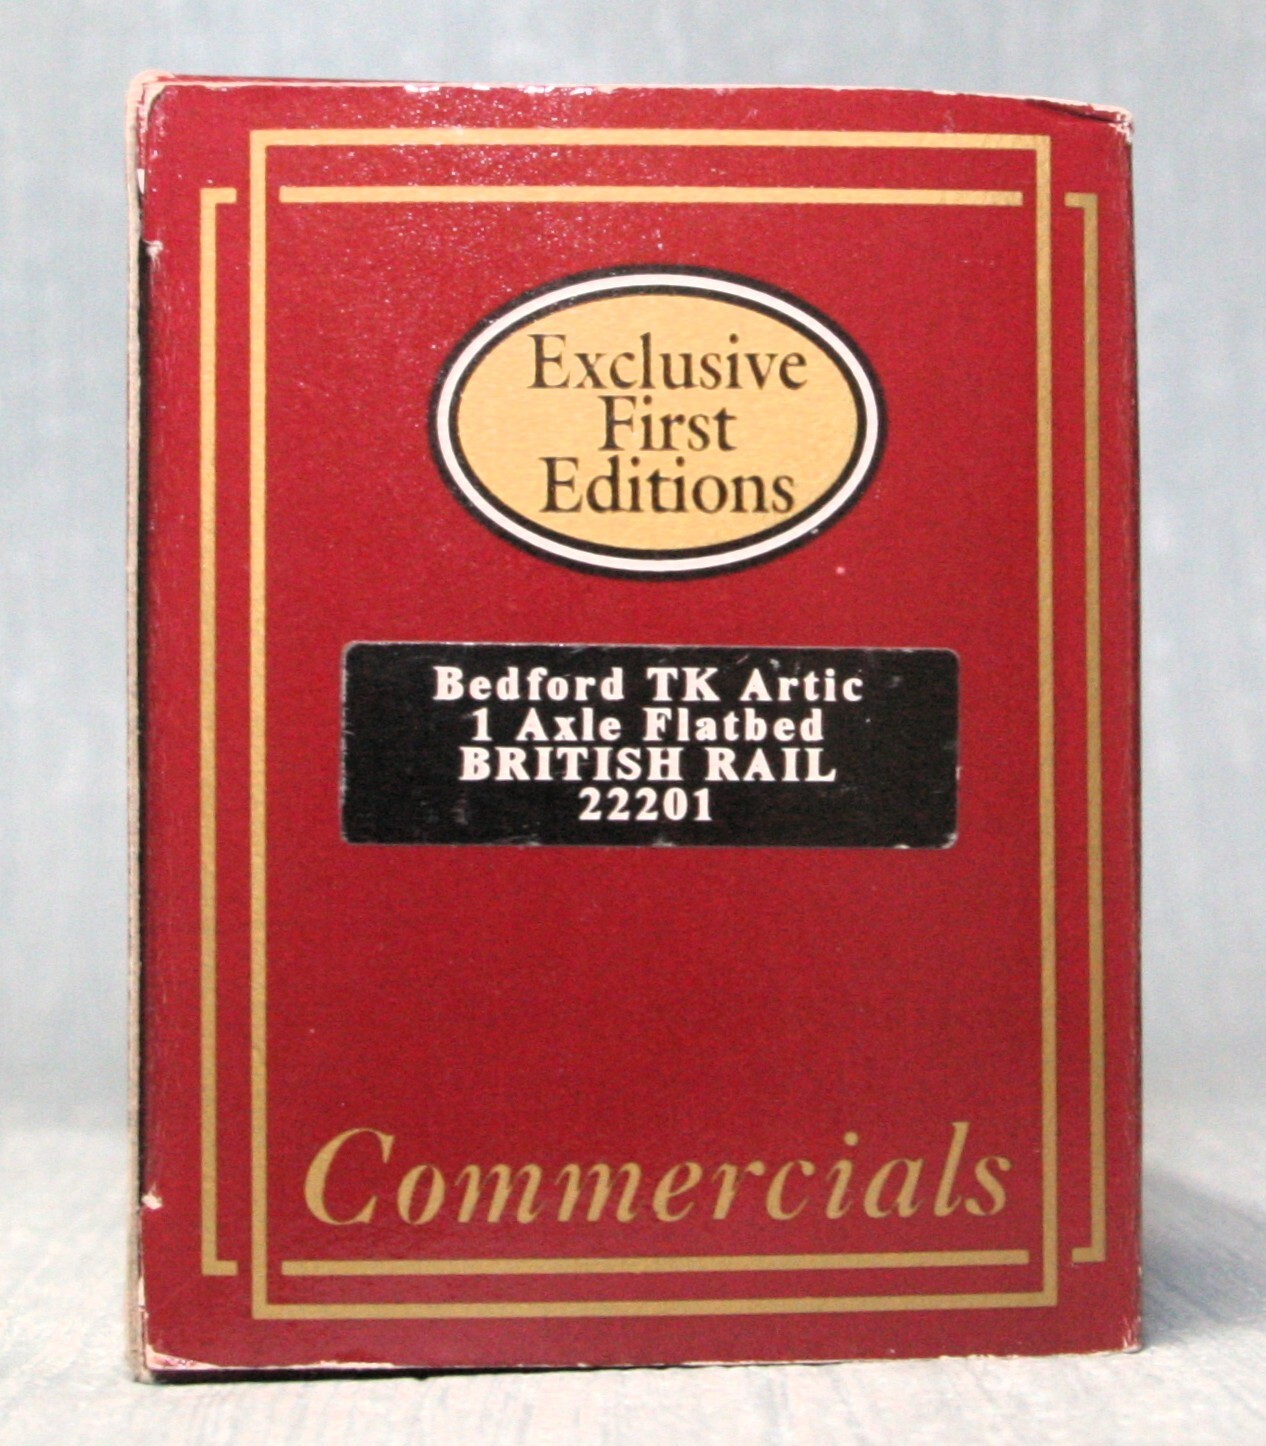 Exclusive
First
Editions
Bedford TK Artic
1 Axle Flatbed
BRITISH RAIL
22201
Commercials